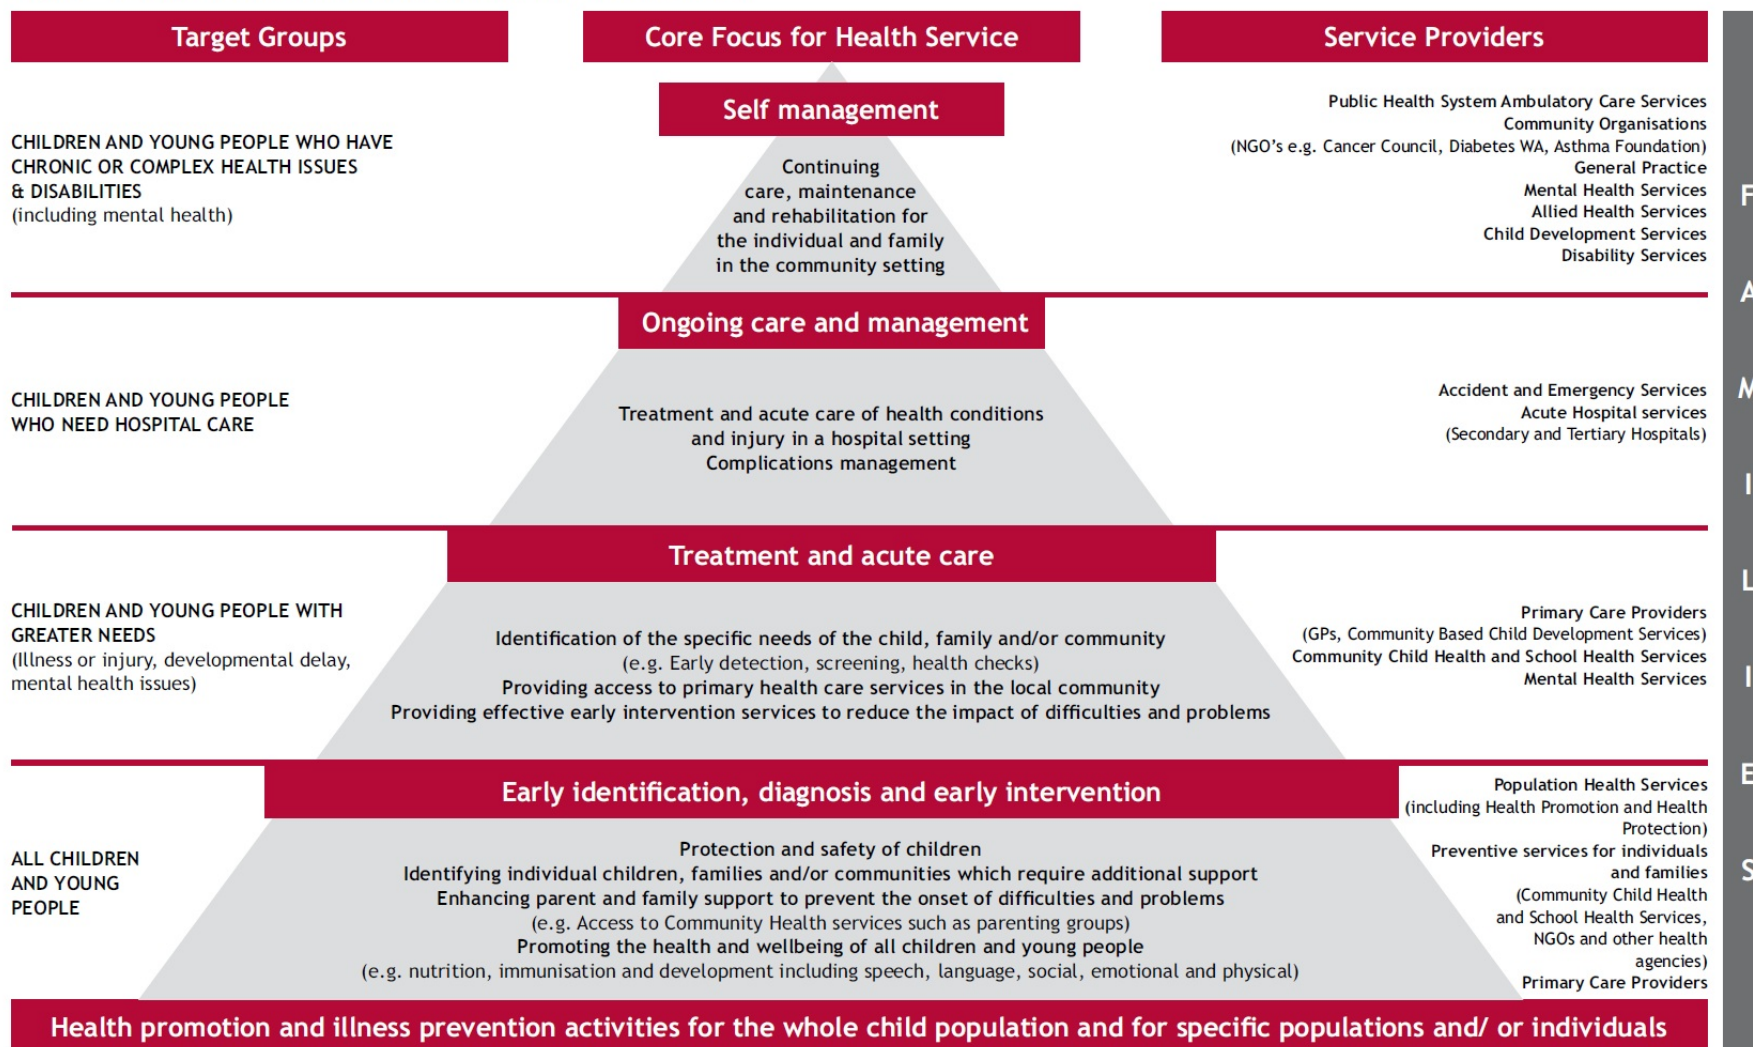 Target Groups
Core Focus for Health Service
Service Providers
Self management
CHILDREN AND YOUNG PEOPLE WHO HAVE
CHRONIC OR COMPLEX HEALTH ISSUES
& DISABILITIES
(including mental health)
Continuing
care, maintenance
and rehabilitation for
the individual and family
in the community setting
Public Health System Ambulatory Care Services
Community Organisations
(NGO's e.g. Cancer Council, Diabetes WA, Asthma Foundation)
General Practice
Mental Health Services
Allied Health Services
Child Development Services
Disability Services
Ongoing care and management
CHILDREN AND YOUNG PEOPLE
WHO NEED HOSPITAL CARE
Treatment and acute care of health conditions
and injury in a hospital setting
Complications management
Accident and Emergency Services
Acute Hospital services
(Secondary and Tertiary Hospitals)
Treatment and acute care
CHILDREN AND YOUNG PEOPLE WITH
GREATER NEEDS
(Illness or injury, developmental delay,
mental health issues)
Identification of the specific needs of the child, family and/or community
(e.g. Early detection, screening, health checks)
Providing access to primary health care services in the local community
Providing effective early intervention services to reduce the impact of difficulties and problems
Primary Care Providers
(GPs, Community Based Child Development Services)
Community Child Health and School Health Services
Mental Health Services
Early identification, diagnosis and early intervention
ALL CHILDREN
AND YOUNG
PEOPLE
Protection and safety of children
Identifying individual children, families and/or communities which require additional support
Enhancing parent and family support to prevent the onset of difficulties and problems
(e.g. Access to Community Health services such as parenting groups)
Promoting the health and wellbeing of all children and young people
(e.g. nutrition, immunisation and development including speech, language, social, emotional and physical)
Population Health Services
(including Health Promotion and Health
Protection)
Preventive services for individuals
and families
(Community Child Health
and School Health Services,
NGOs and other health
agencies)
Primary Care Providers
Health promotion and illness prevention activities for the whole child population and for specific populations and/ or individuals
F
A
M
I
L
I
E
S